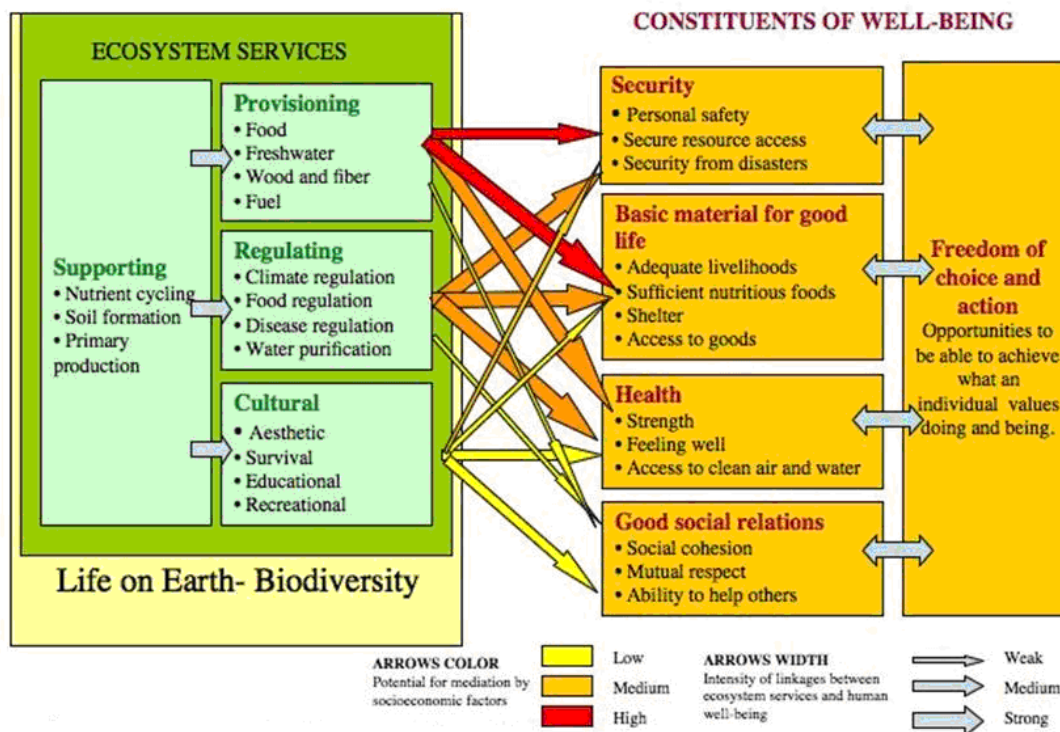 CONSTITUENTS OF WELL-BEING
ECOSYSTEM SERVICES
Supporting
• Nutrient cycling
• Soil formation
• Primary
production
Provisioning
• Food
• Freshwater
• Wood and fiber
• Fuel
Regulating
• Climate regulation
• Food regulation
• Disease regulation
• Water purification
Cultural
• Aesthetic
• Survival
• Educational
• Recreational
Life on Earth- Biodiversity
Security
• Personal safety
• Secure resource access
• Security from disasters
Basic material for good
life
• Adequate livelihoods
• Sufficient nutritious foods
• Shelter
• Access to goods
Health
• Strength
• Feeling well
• Access to clean air and water
Good social relations
• Social cohesion
• Mutual respect
• Ability to help others
Freedom of
choice and
action
Opportunities to
be able to achieve
what an
individual values
doing and being.
ARROWS COLOR
Potential for mediation by
socioeconomic factors
Low
Medium
High
ARROWS WIDTH
Intensity of linkages between
ecosystem services and human
well-being
Weak
Medium
Strong